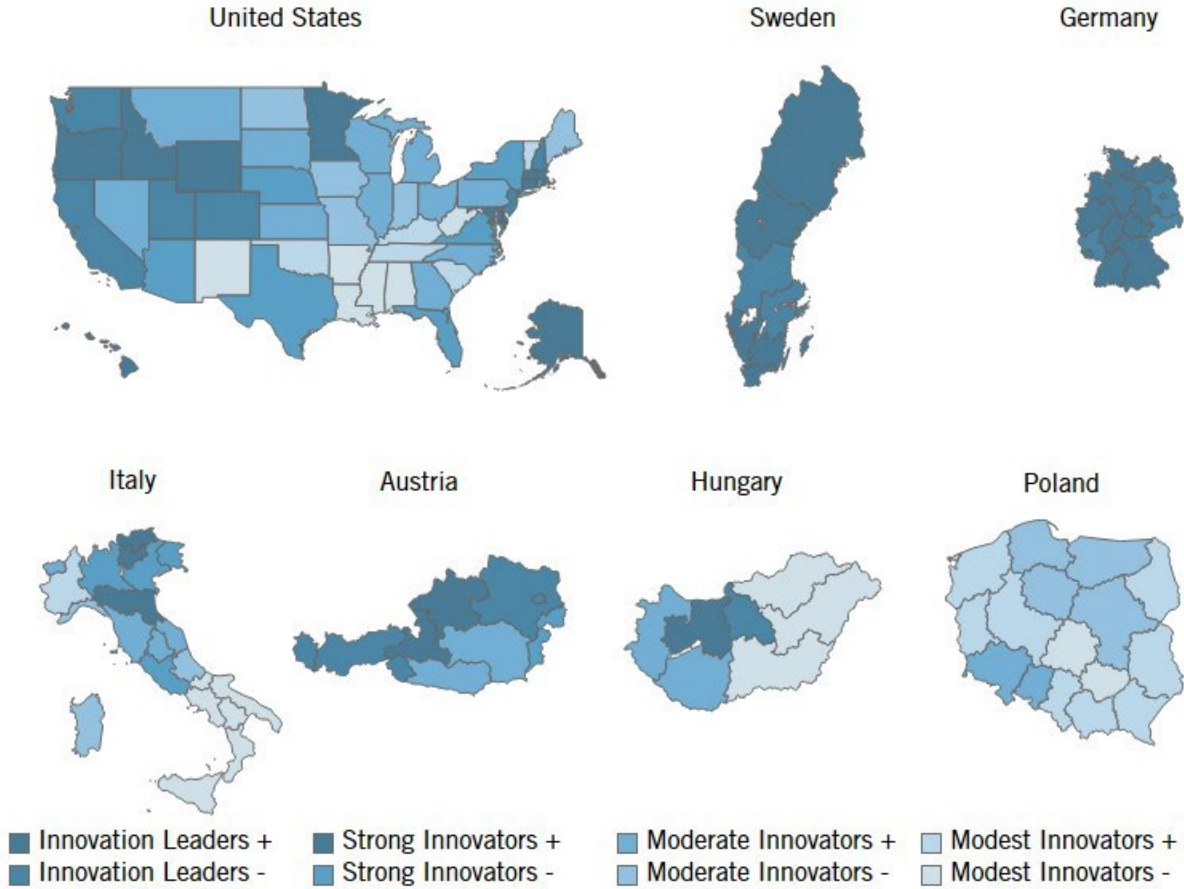 United States
Sweden
Germany
Italy
Austria
Hungary
Poland
Innovation Leaders +
Strong Innovators +
Moderate Innovators +
Modest Innovators +
Innovation Leaders -
Strong Innovators -
Moderate Innovators -
Modest Innovators -